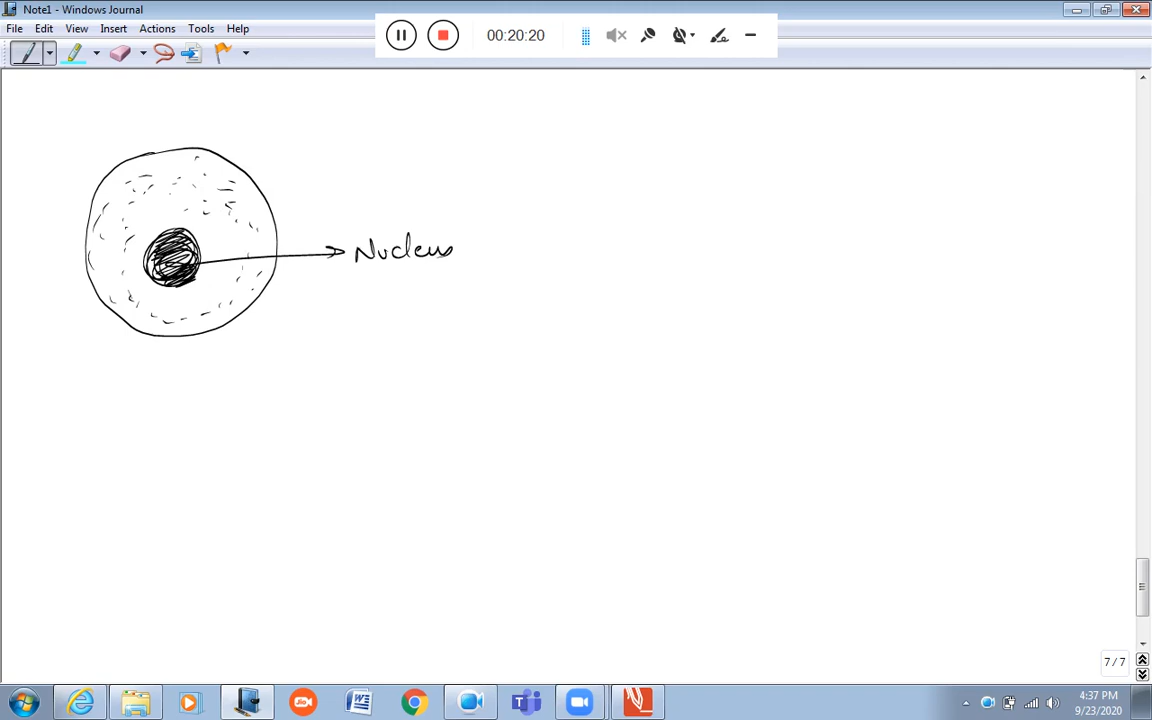 Note1 - Windows Journal
File Edit View Insert Actions Tools Help
00:20:20
Nucleus
7 / 7
4:37 PM
9/23/2020